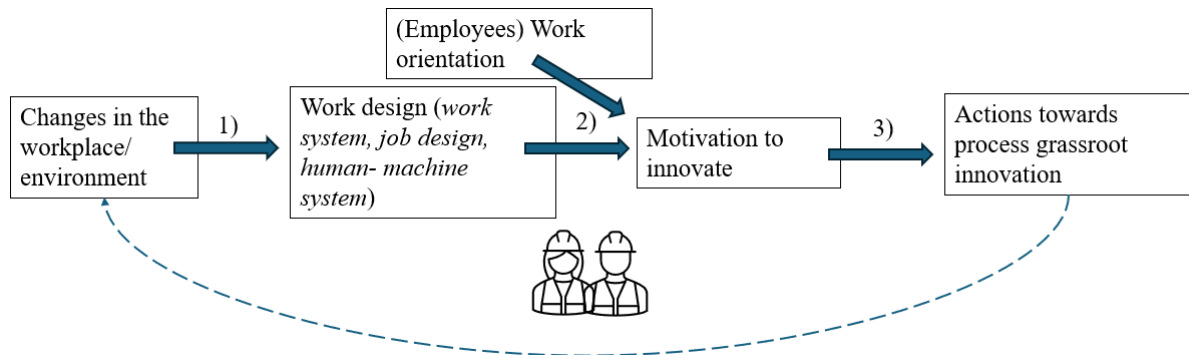 (Employees) Work
orientation
Changes in the
workplace/
environment
1)
Work design (work
system, job design,
human- machine
system)
2)
Motivation to
innovate
3)
Actions towards
process grassroot
innovation